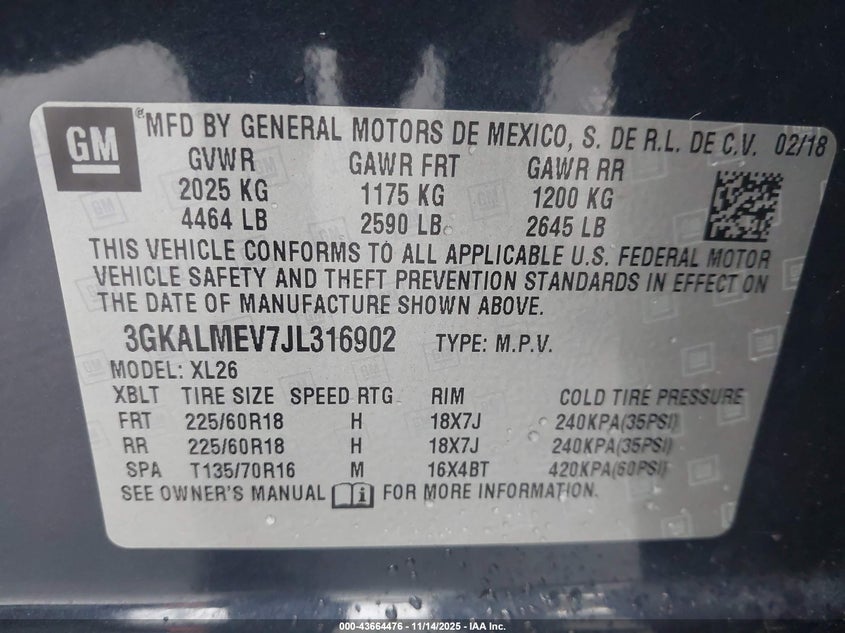 GM
® MFD BY GENERAL MOTORS DE MEXICO, S. DE R.L. DE C.V. 02/18
GVWR GAWR FRT GAWR RR
2025 KG 1175 KG 1200 KG
4464 LB 2590 LB 2645 LB
THIS VEHICLE CONFORMS TO ALL APPLICABLE U.S. FEDERAL MOTOR
VEHICLE SAFETY AND THEFT PREVENTION STANDARDS IN EFFECT ON
THE DATE OF MANUFACTURE SHOWN ABOVE.
3GKALMEV7JL316902 TYPE: M.P.V.
MODEL: XL26
XBLT TIRE SIZE SPEED RTG RIM COLD TIRE PRESSURE
FRT 225/60R18 H 18X7J 240KPA(35PSI)
RR 225/60R18 H 18X7J 240KPA(35PSI)
SPA T135/70R16 M 16X4BT 420KPA(60PSI)
SEE OWNER'S MANUAL i FOR MORE INFORMATION.
000-43664476 - 11/14/2025 - IAA Inc.